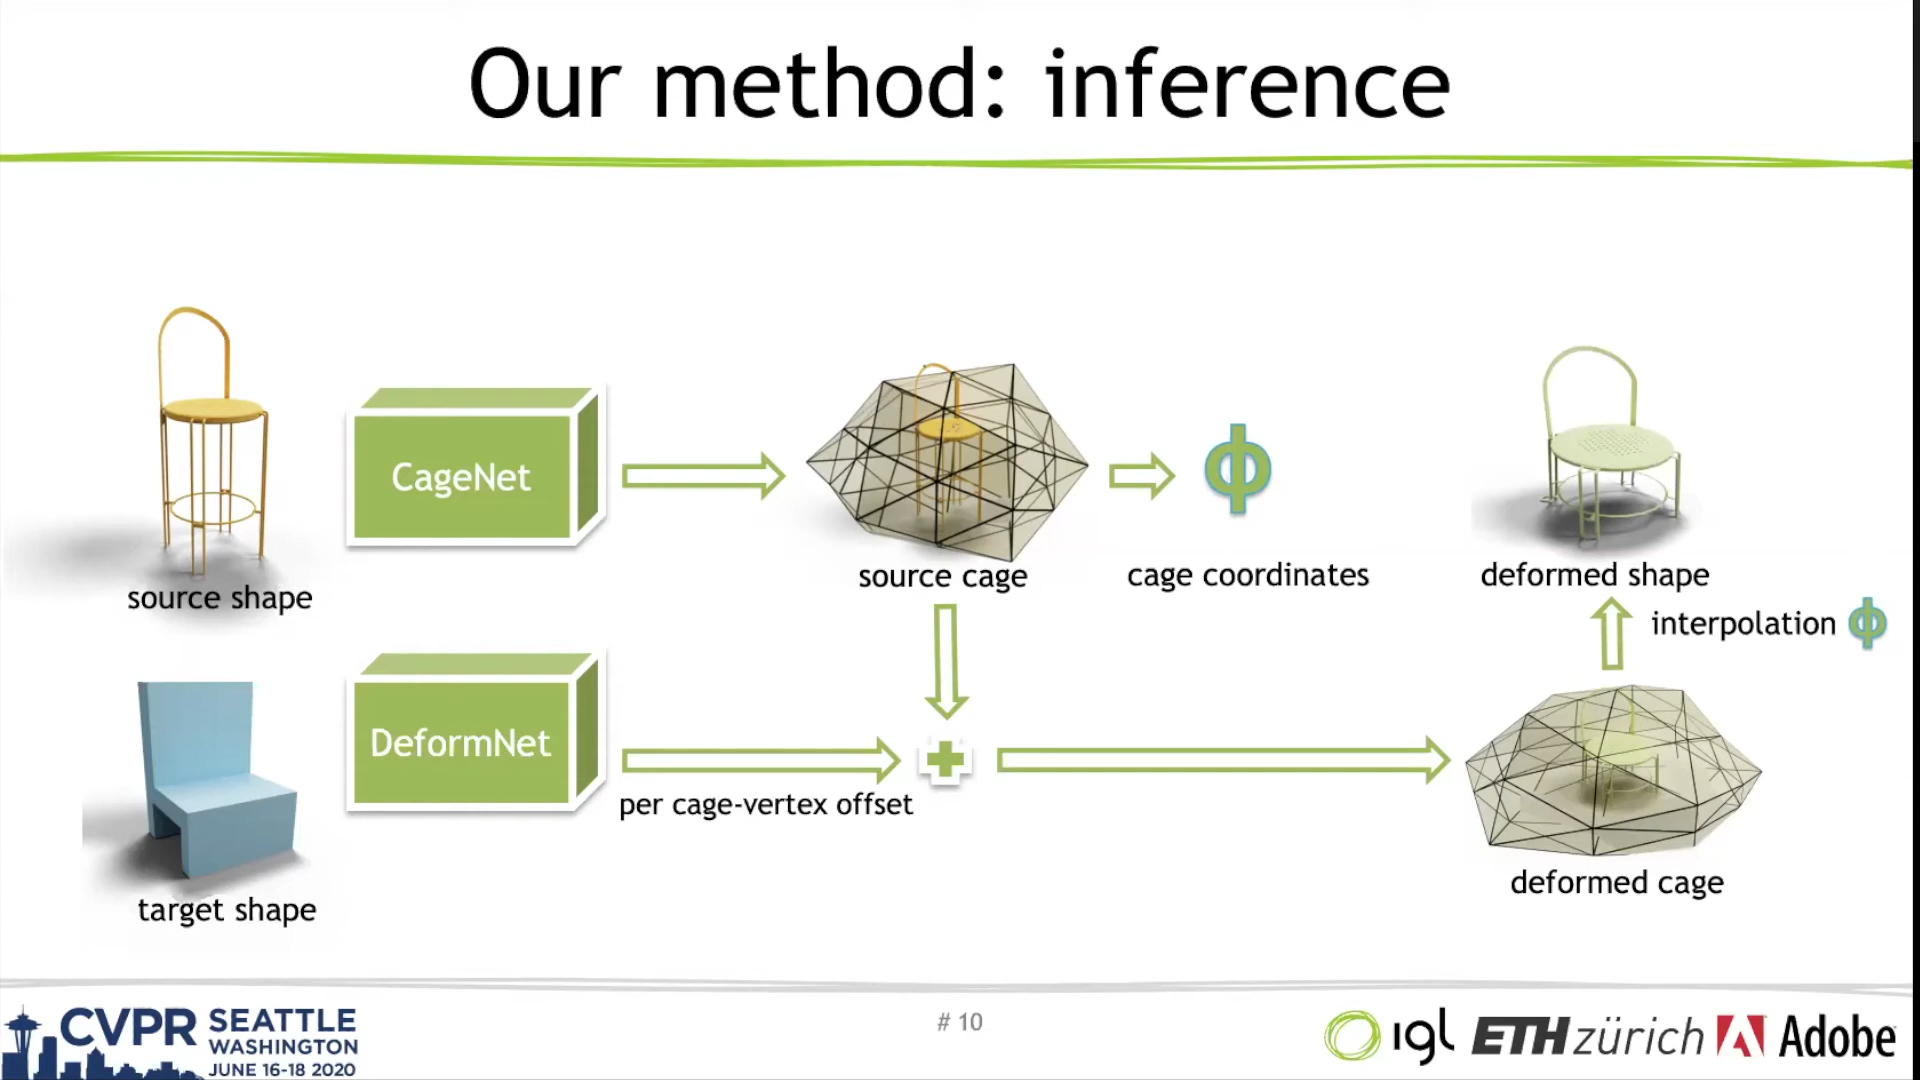 Our method: inference
CageNet
source shape
source cage
ϕ
cage coordinates
deformed shape
interpolation ϕ
DeformNet
per cage-vertex offset
target shape
deformed cage
CVPR SEATTLE
WASHINGTON
JUNE 16-18 2020
# 10
igl ETH zürich Adobe